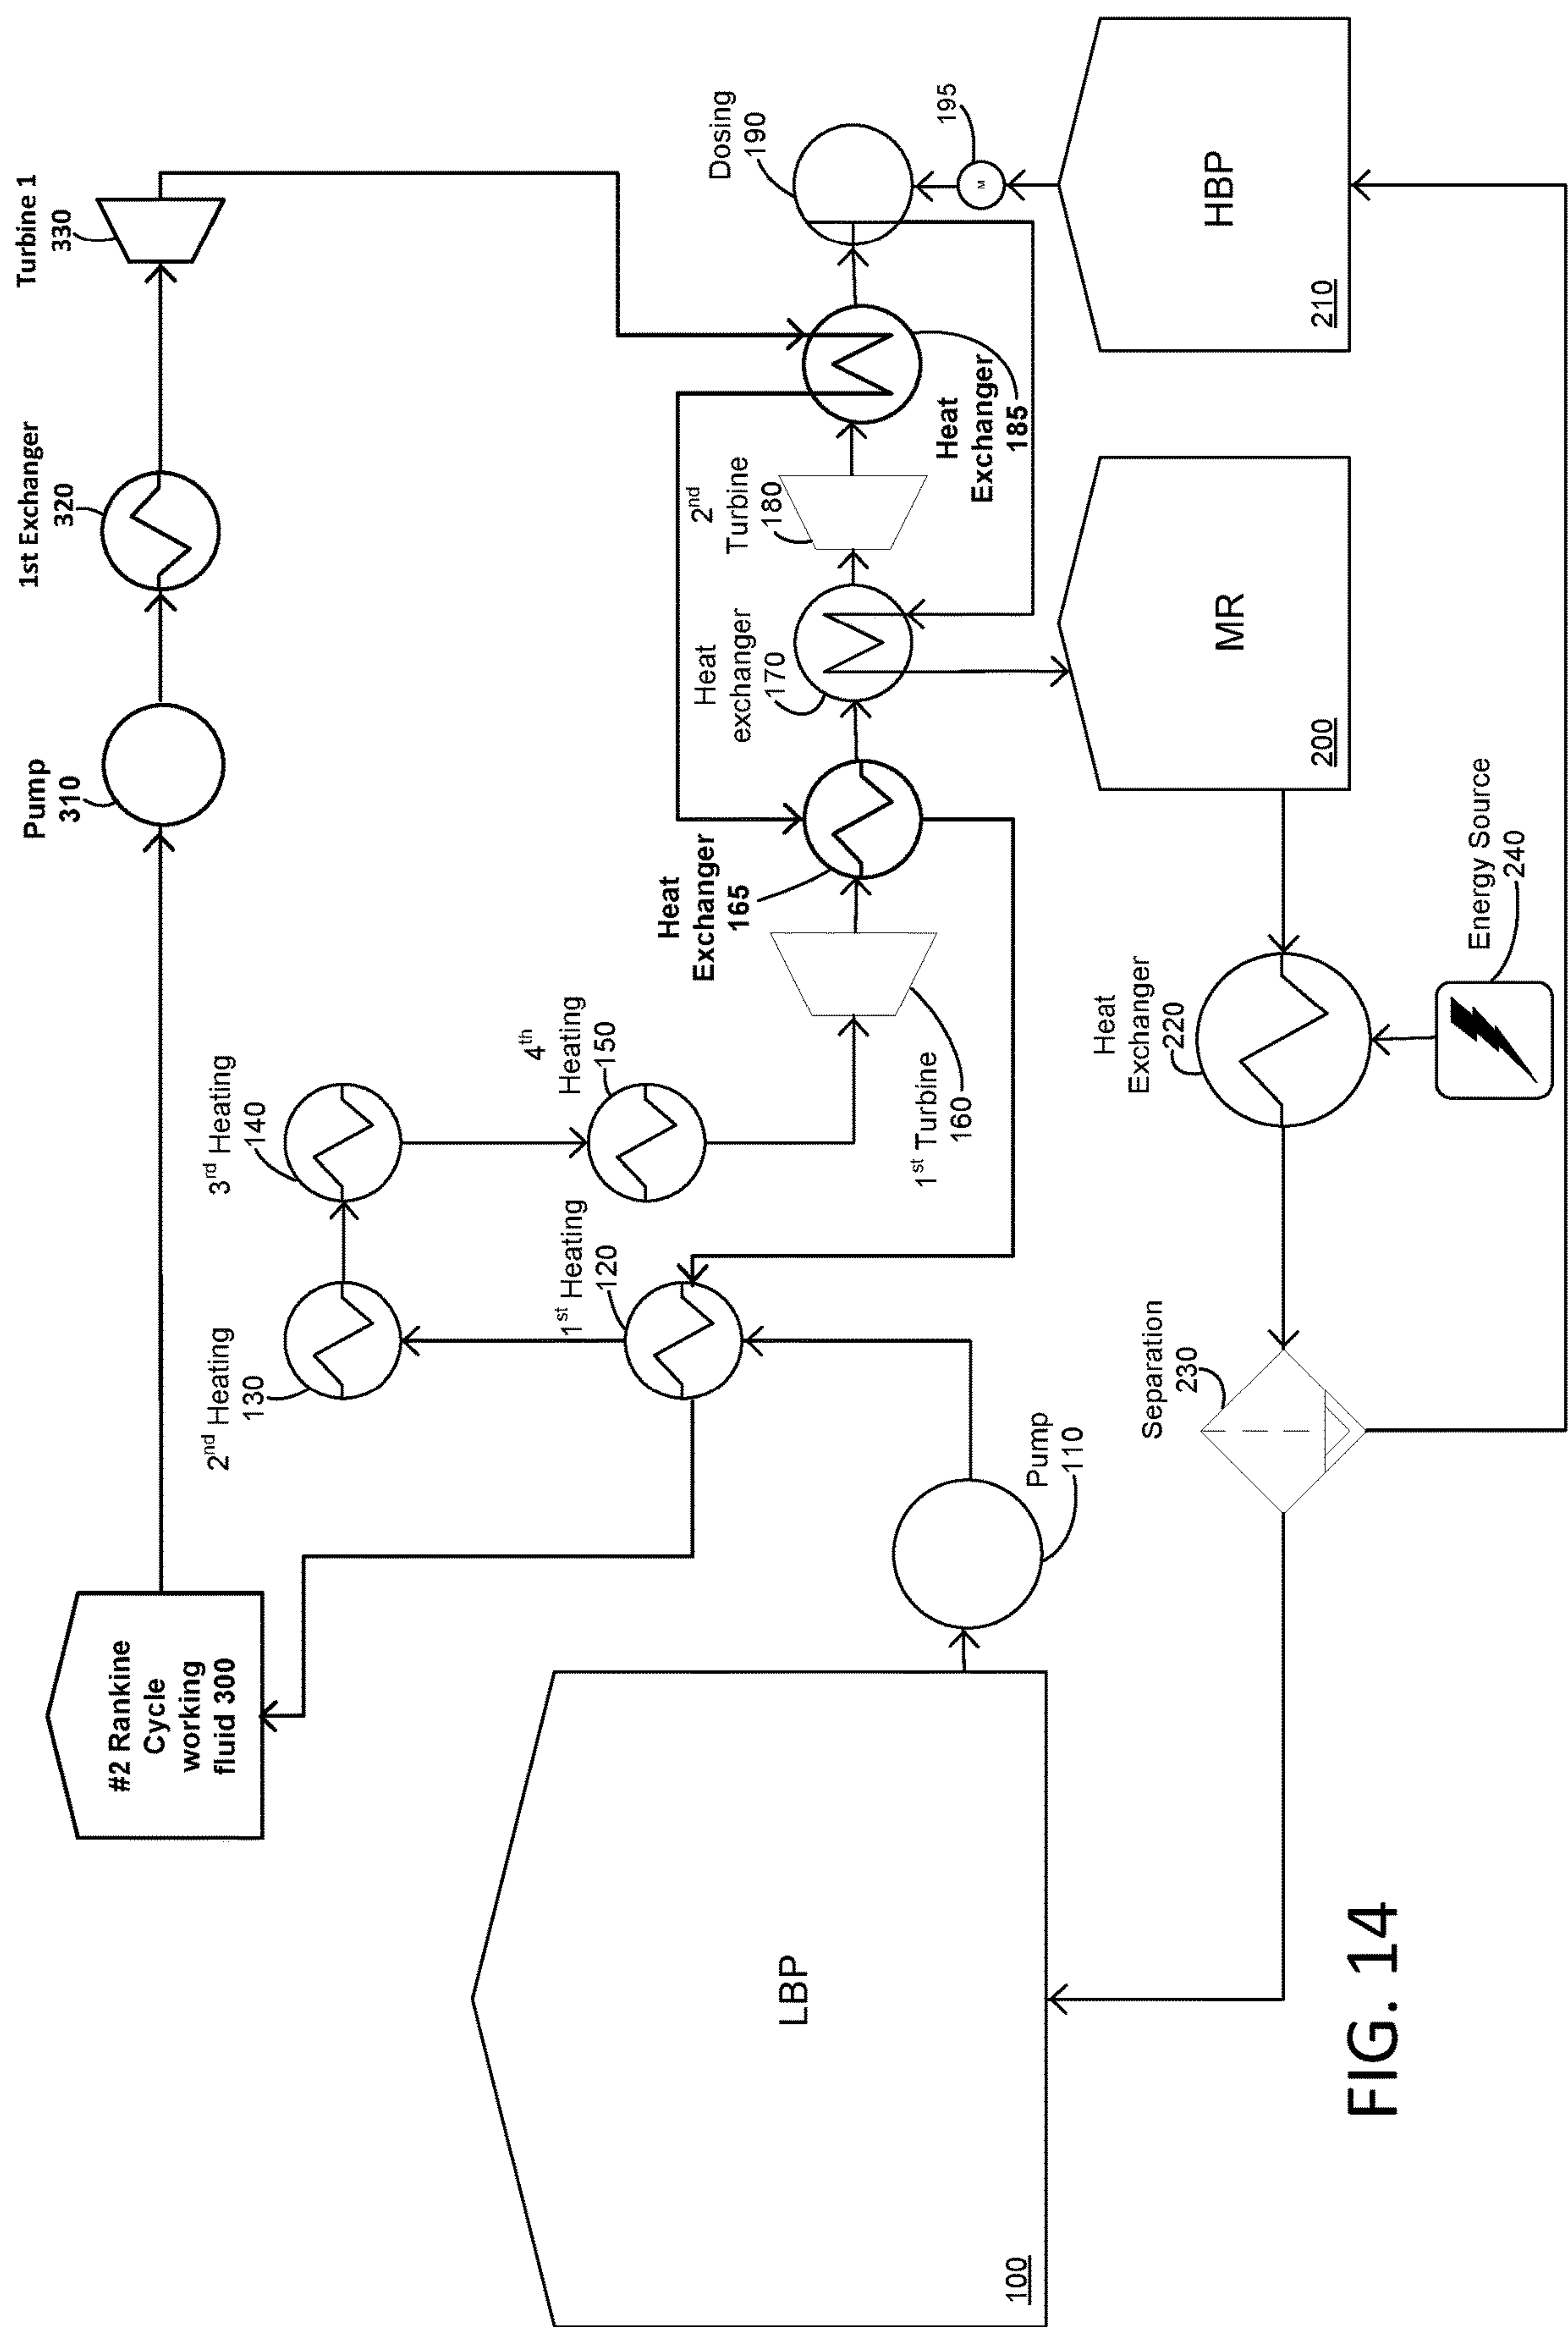 Turbine 1
330
1st Exchanger
320
Pump
310
#2 Rankine
Cycle
working
fluid 300
Dosing
190
195
M
HBP
210
Heat
Exchanger
185
2nd
Turbine
180
Heat
exchanger
170
MR
200
Heat
Exchanger
165
1st Turbine
160
4th
Heating
150
3rd Heating
140
2nd Heating
130
1st Heating
120
Pump
110
LBP
100
Energy Source
240
Heat
Exchanger
220
Separation
230
FIG. 14